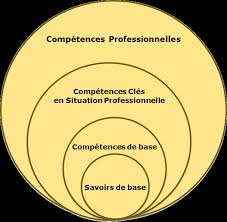 Compétences Professionnelles
Compétences Clés
en Situation Professionnelle
Compétences de base
Savoirs de base